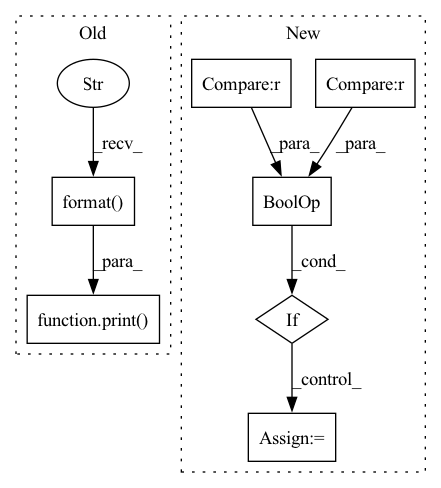 Old
New
Str
Compare:r
Compare:r
_recv_
_para_
_para_
format()
BoolOp
_para_
_cond_
function.print()
If
_control_
Assign:=